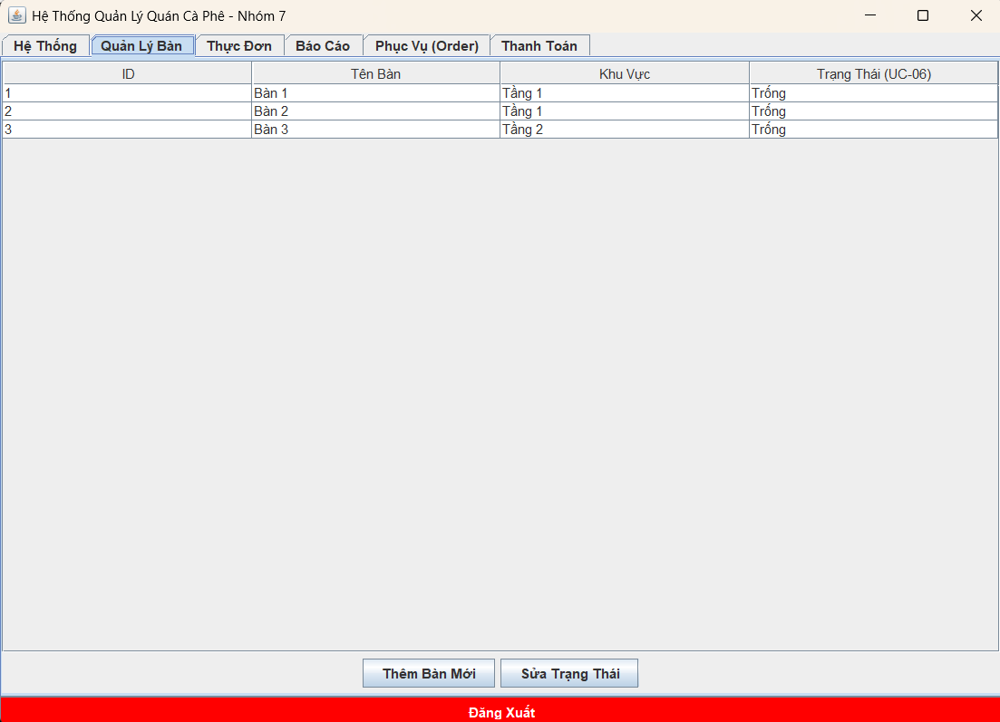 Hệ Thống Quản Lý Quán Cà Phê - Nhóm 7
Hệ Thống Quản Lý Bàn Thực Đơn Báo Cáo Phục Vụ (Order) Thanh Toán
ID Tên Bàn Khu Vực Trạng Thái (UC-06)
1 Bàn 1 Tầng 1 Trống
2 Bàn 2 Tầng 1 Trống
3 Bàn 3 Tầng 2 Trống
Thêm Bàn Mới Sửa Trạng Thái
Đăng Xuất